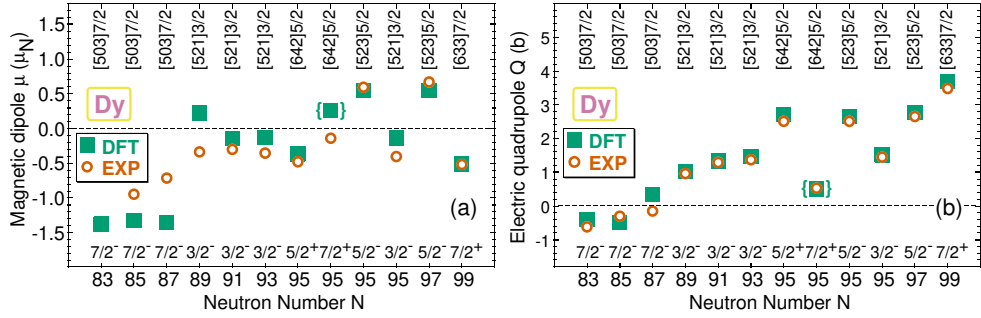 [503]7/2 [503]7/2 [503]7/2 [521]3/2 [521]3/2 [521]3/2 [642]5/2 [642]5/2 [523]5/2 [521]3/2 [523]5/2 [633]7/2
Magnetic dipole μ (μN)
1.5
1.0
0.5
0.0
-0.5
-1.0
-1.5
Dy
{ }
DFT
EXP
(a)
7/2⁻ 7/2⁻ 7/2⁻ 3/2⁻ 3/2⁻ 3/2⁻ 5/2⁺ 7/2⁺ 5/2⁻ 3/2⁻ 5/2⁻ 7/2⁺
83 85 87 89 91 93 95 95 95 95 97 99
Neutron Number N
[503]7/2 [503]7/2 [503]7/2 [521]3/2 [521]3/2 [521]3/2 [642]5/2 [642]5/2 [523]5/2 [521]3/2 [523]5/2 [633]7/2
Electric quadrupole Q (b)
5
4
3
2
1
0
-1
Dy
DFT
EXP
{ }
(b)
7/2⁻ 7/2⁻ 7/2⁻ 3/2⁻ 3/2⁻ 3/2⁻ 5/2⁺ 7/2⁺ 5/2⁻ 3/2⁻ 5/2⁻ 7/2⁺
83 85 87 89 91 93 95 95 95 95 97 99
Neutron Number N